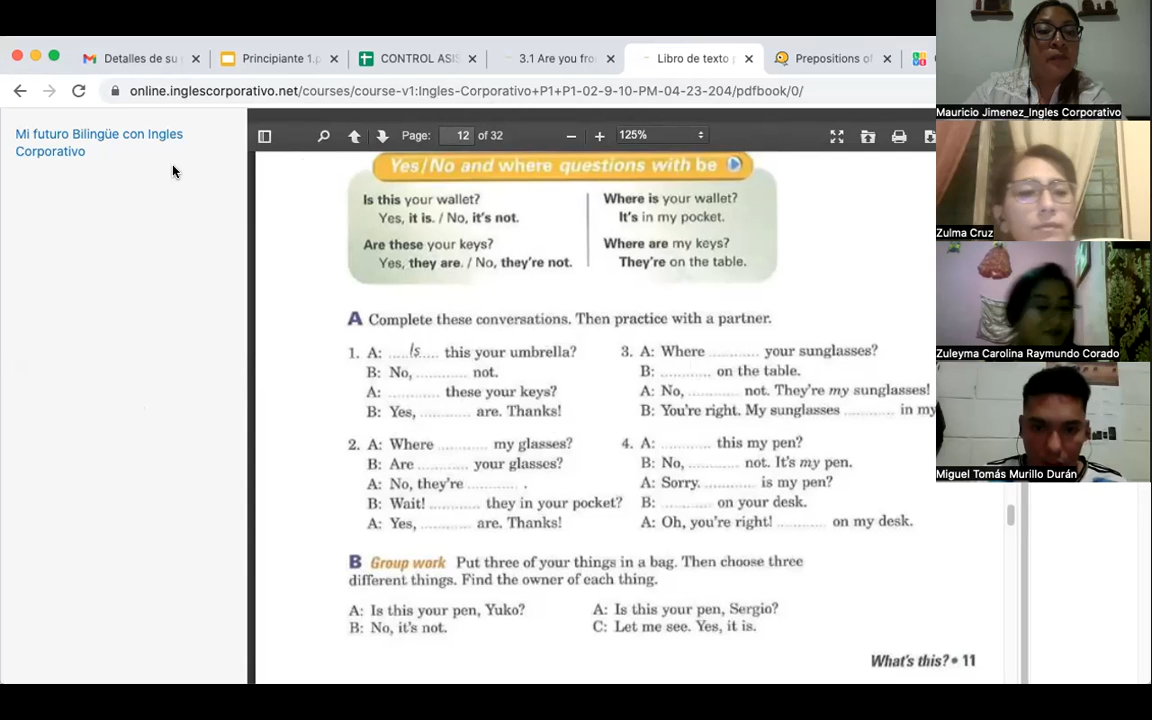 Detalles de su
Principiante 1.p
CONTROL ASIS
3.1 Are you fro
Libro de texto
Prepositions of
online.inglescorporativo.net/courses/course-v1:Ingles-Corporativo+P1+P1-02-9-10-PM-04-23-204/pdfbook/0/
Mi futuro Bilingüe con Ingles
Corporativo
Page: 12 of 32
125%
Yes/No and where questions with be
Is this your wallet?
Yes, it is. / No, it's not.
Are these your keys?
Yes, they are. / No, they're not.
Where is your wallet?
It's in my pocket.
Where are my keys?
They're on the table.
A Complete these conversations. Then practice with a partner.
1. A: .....Is..... this your umbrella?
B: No, ............ not.
A: ............ these your keys?
B: Yes, ............ are. Thanks!
2. A: Where ............ my glasses?
B: Are ............ your glasses?
A: No, they're ............ .
B: Wait! ............ they in your pocket?
A: Yes, ............ are. Thanks!
3. A: Where ............ your sunglasses?
B: ............ on the table.
A: No, ............ not. They're my sunglasses!
B: You're right. My sunglasses ............ in my
4. A: ............ this my pen?
B: No, ............ not. It's my pen.
A: Sorry. ............ is my pen?
B: ............ on your desk.
A: Oh, you're right! ............ on my desk.
B Group work Put three of your things in a bag. Then choose three
different things. Find the owner of each thing.
A: Is this your pen, Yuko?
B: No, it's not.
A: Is this your pen, Sergio?
C: Let me see. Yes, it is.
What's this? • 11
Mauricio Jimenez_Ingles Corporativo
Zulma Cruz
Zuleyma Carolina Raymundo Corado
Miguel Tomás Murillo Durán